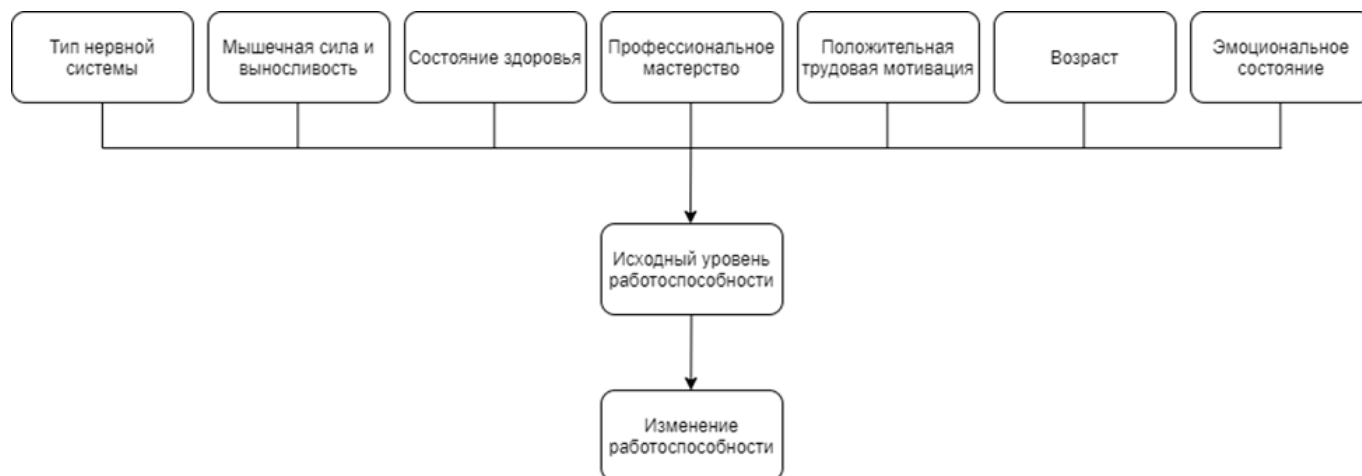 Тип нервной
системы
Мышечная сила и
выносливость
Состояние здоровья
Профессиональное
мастерство
Положительная
трудовая мотивация
Возраст
Эмоциональное
состояние
Исходный уровень
работоспособности
Изменение
работоспособности